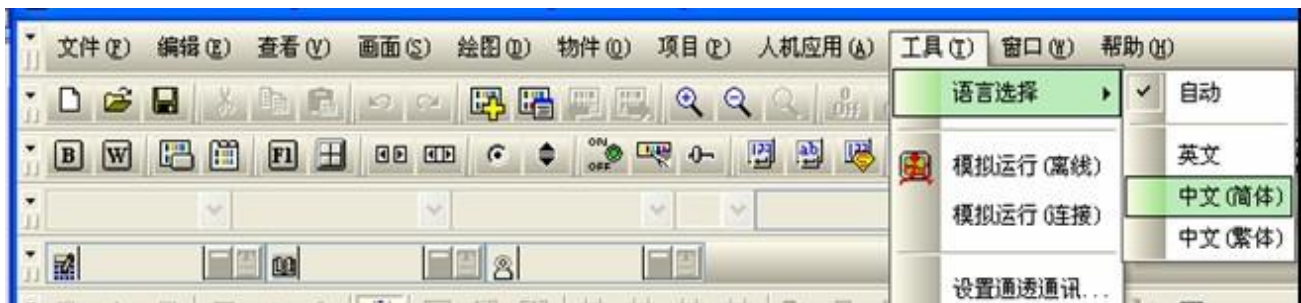 文件(F) 编辑(E) 查看(V) 画面(S) 绘图(D) 物件(O) 项目(P) 人机应用(A) 工具(T) 窗口(W) 帮助(H)
语言选择
自动
英文
模拟运行(离线)
中文(简体)
模拟运行(连接)
中文(繁体)
设置通透通讯...
B W F1
ON
OFF